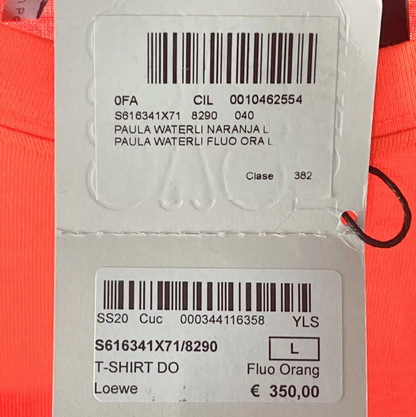 0FA CIL 0010462554
S616341X71 8290 040
PAULA WATERLI NARANJA L
PAULA WATERLI FLUO ORA L
Clase 382
SS20 Cuc 000344116358 YLS
S616341X71/8290 L
T-SHIRT DO Fluo Orang
Loewe € 350,00